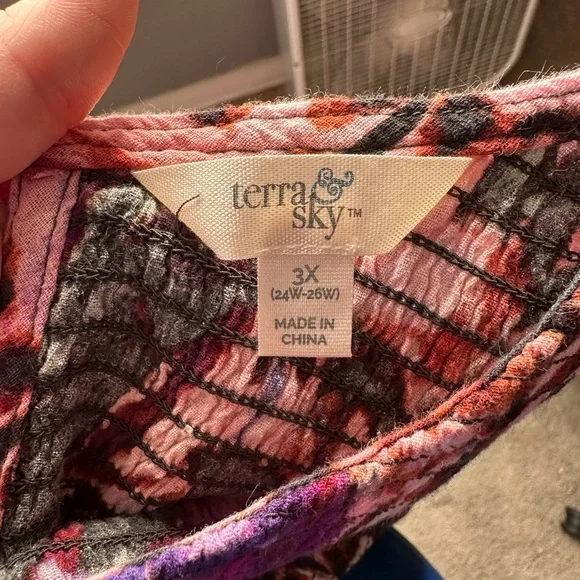 terra &
sky™
3X
(24W-26W)
MADE IN
CHINA